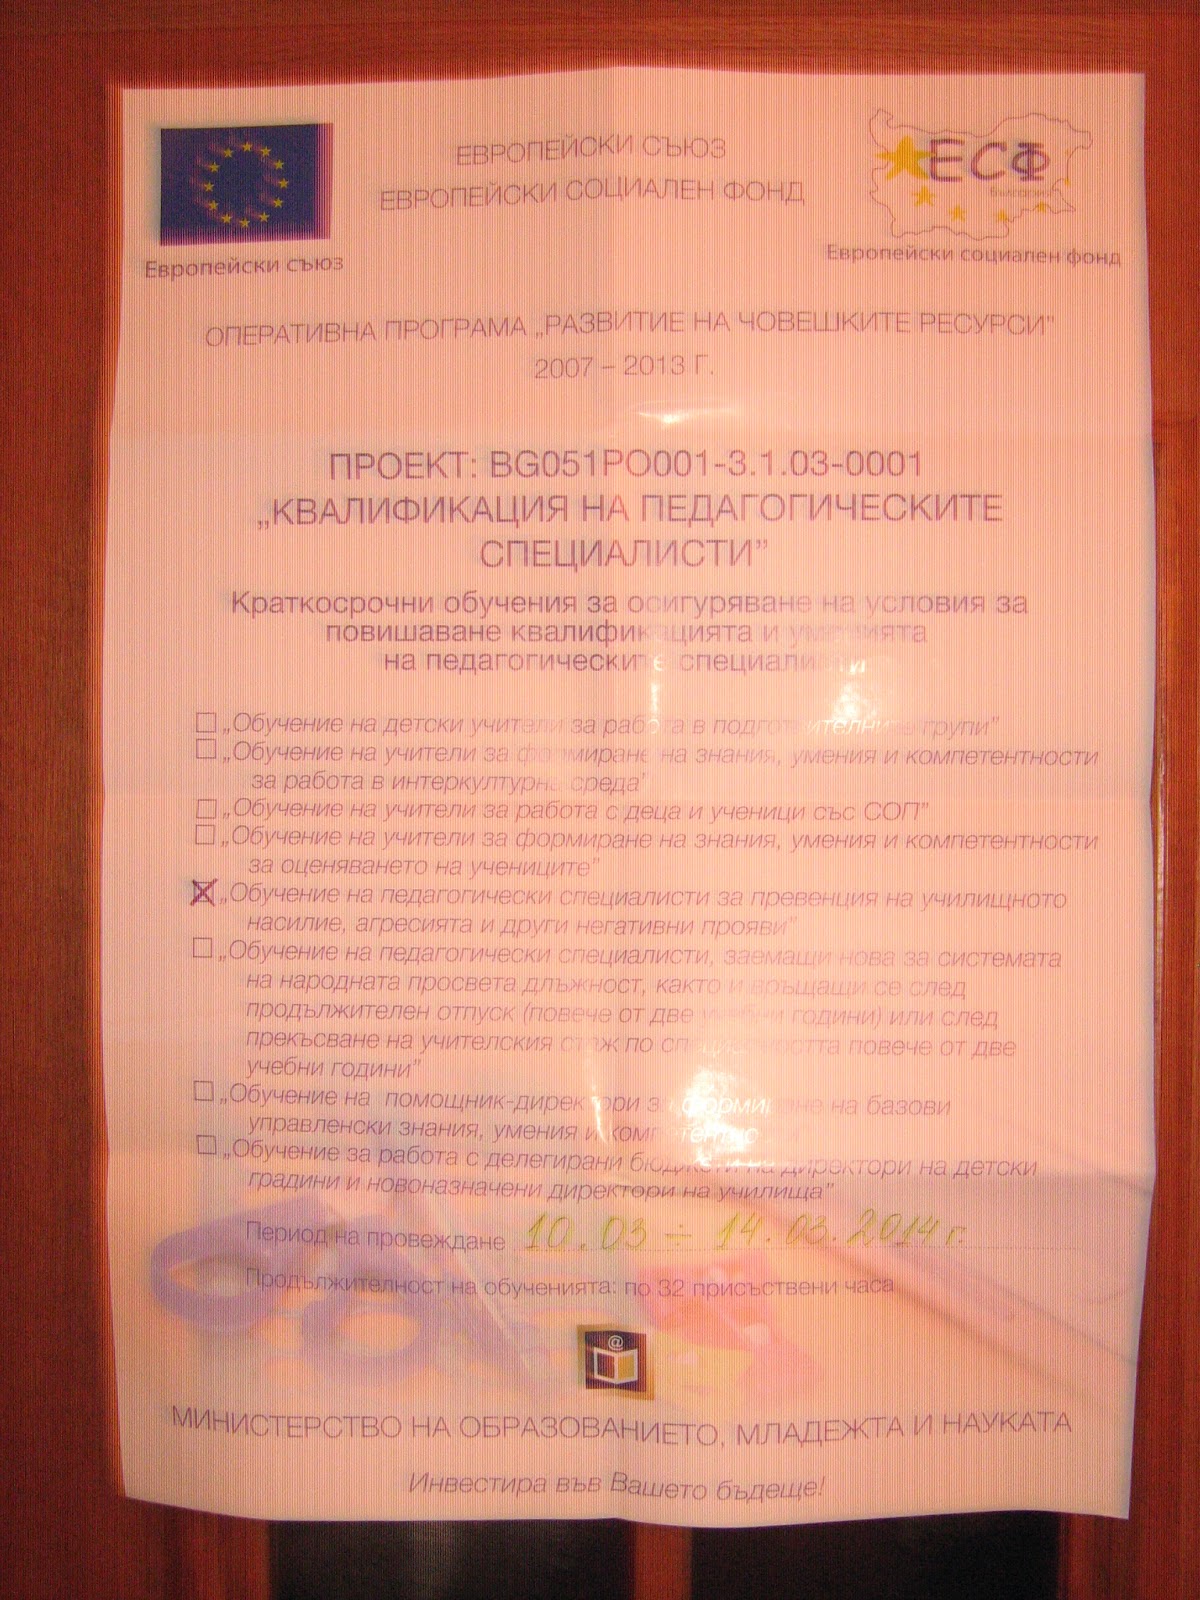 ЕВРОПЕЙСКИ СЪЮЗ
ЕВРОПЕЙСКИ СОЦИАЛЕН ФОНД
Европейски съюз
ЕСФ
България
Европейски социален фонд
ОПЕРАТИВНА ПРОГРАМА „РАЗВИТИЕ НА ЧОВЕШКИТЕ РЕСУРСИ”
2007 – 2013 Г.
ПРОЕКТ: BG051PO001-3.1.03-0001
„КВАЛИФИКАЦИЯ НА ПЕДАГОГИЧЕСКИТЕ
СПЕЦИАЛИСТИ”
Краткосрочни обучения за осигуряване на условия за
повишаване квалификацията и уменията
на педагогическите специалисти
„Обучение на детски учители за работа в подготвителните групи”
„Обучение на учители за формиране на знания, умения и компетентности
за работа в интеркултурна среда”
„Обучение на учители за работа с деца и ученици със СОП”
„Обучение на учители за формиране на знания, умения и компетентности
за оценяването на учениците”
„Обучение на педагогически специалисти за превенция на училищното
насилие, агресията и други негативни прояви”
„Обучение на педагогически специалисти, заемащи нова за системата
на народната просвета длъжност, както и връщащи се след
продължителен отпуск (повече от две учебни години) или след
прекъсване на учителския стаж по специалността повече от две
учебни години”
„Обучение на помощник-директори за формиране на базови
управленски знания, умения и
„Обучение за работа с делегирани бюджети на директори на детски
градини и новоназначени директори на училища”
Период на провеждане 10.03 ÷ 14.03.2014 г.
Продължителност на обученията: по 32 присъствени часа
@
МИНИСТЕРСТВО НА ОБРАЗОВАНИЕТО, МЛАДЕЖТА И НАУКАТА
Инвестира във Вашето бъдеще!